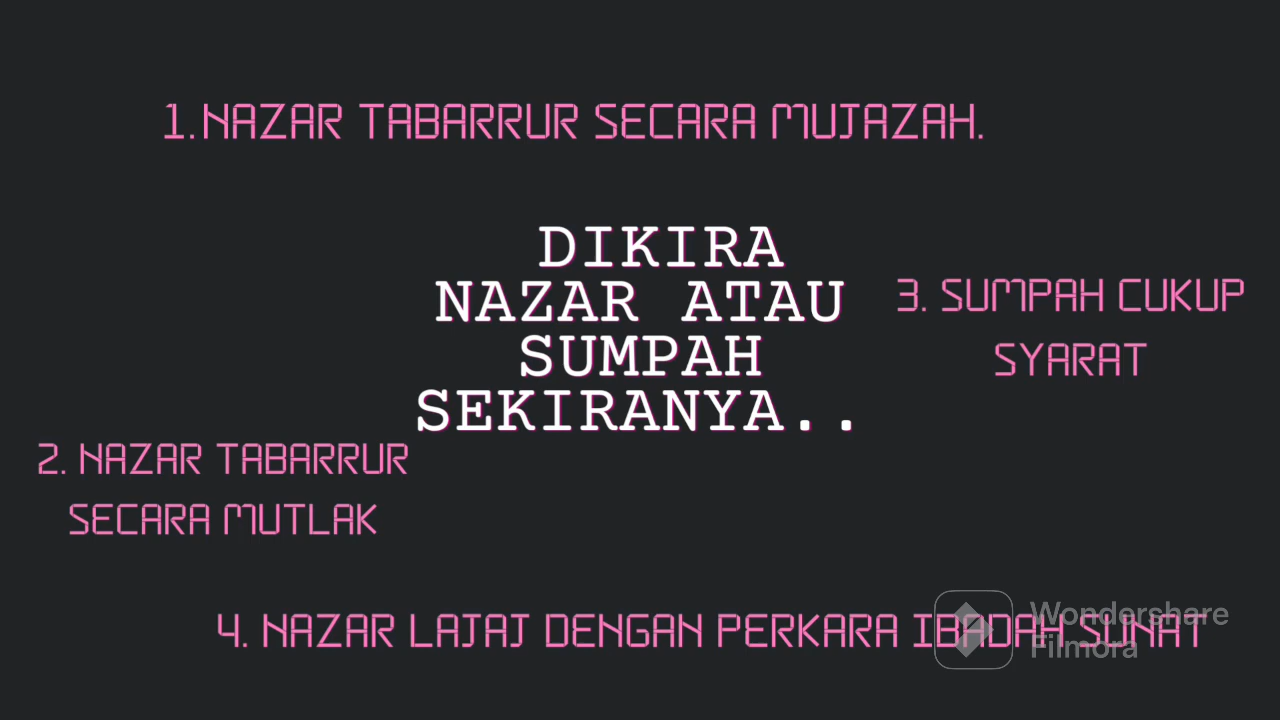 1.NAZAR TABARRUR SECARA MUJAZAH.
DIKIRA
NAZAR ATAU
SUMPAH
SEKIRANYA..
3. SUMPAH CUKUP
SYARAT
2. NAZAR TABARRUR
SECARA MUTLAK
4. NAZAR LAJAJ DENGAN PERKARA IBADAH SUNAT
Wondershare
Filmora